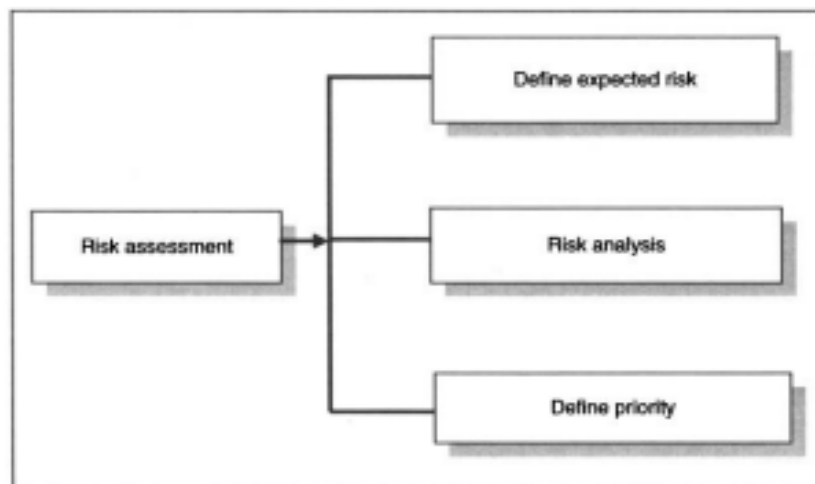 Define expected risk
Risk assessment
Risk analysis
Define priority